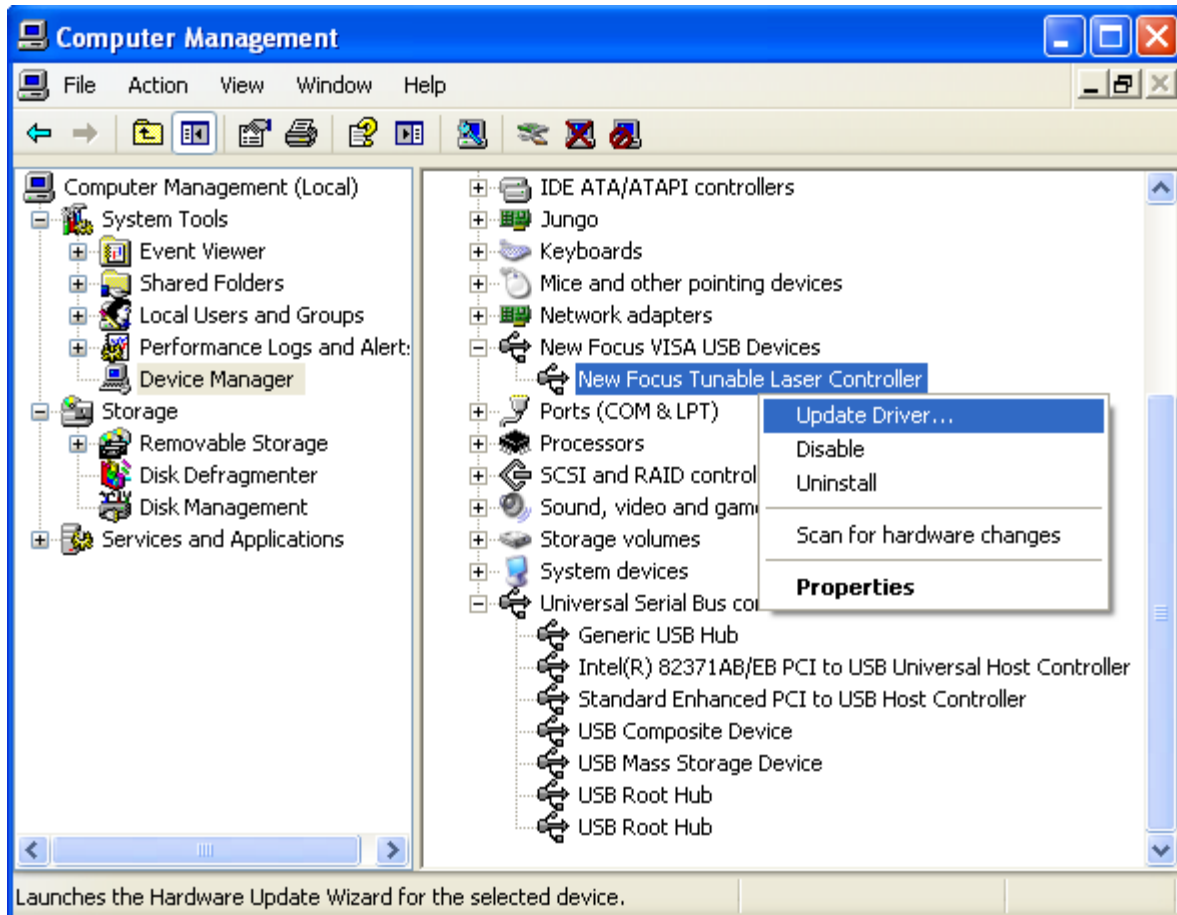 Computer Management
File Action View Window Help
Computer Management (Local)
System Tools
Event Viewer
Shared Folders
Local Users and Groups
Performance Logs and Alert
Device Manager
Storage
Removable Storage
Disk Defragmenter
Disk Management
Services and Applications
IDE ATA/ATAPI controllers
Jungo
Keyboards
Mice and other pointing devices
Network adapters
New Focus VISA USB Devices
New Focus Tunable Laser Controller
Ports (COM & LPT)
Processors
SCSI and RAID control
Sound, video and gam
Storage volumes
System devices
Universal Serial Bus co
Generic USB Hub
Intel(R) 82371AB/EB PCI to USB Universal Host Controller
Standard Enhanced PCI to USB Host Controller
USB Composite Device
USB Mass Storage Device
USB Root Hub
USB Root Hub
Update Driver...
Disable
Uninstall
Scan for hardware changes
Properties
Launches the Hardware Update Wizard for the selected device.